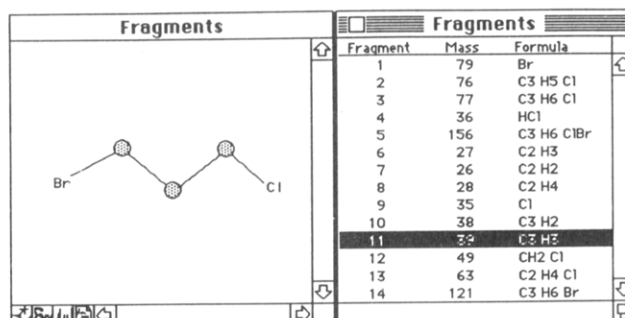 Fragments
Br
Cl
Fragments
Fragment Mass Formula
1 79 Br
2 76 C3 H5 Cl
3 77 C3 H6 Cl
4 36 HCl
5 156 C3 H6 ClBr
6 27 C2 H3
7 26 C2 H2
8 28 C2 H4
9 35 Cl
10 38 C3 H2
11 39 C3 H3
12 49 CH2 Cl
13 63 C2 H4 Cl
14 121 C3 H6 Br